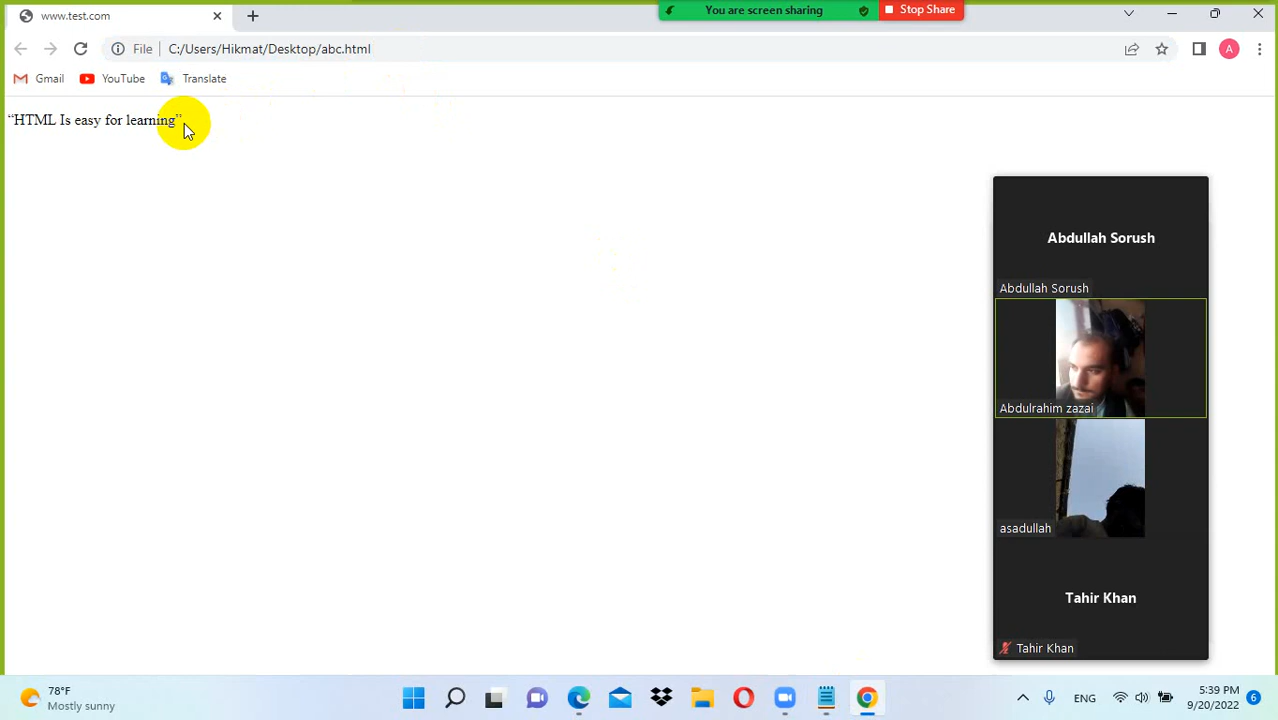 www.test.com
You are screen sharing
Stop Share
File
C:/Users/Hikmat/Desktop/abc.html
A
Gmail
YouTube
Translate
“HTML Is easy for learning”
Abdullah Sorush
Abdullah Sorush
Abdulrahim zazai
asadullah
Tahir Khan
Tahir Khan
78°F
Mostly sunny
ENG
5:39 PM
9/20/2022
6